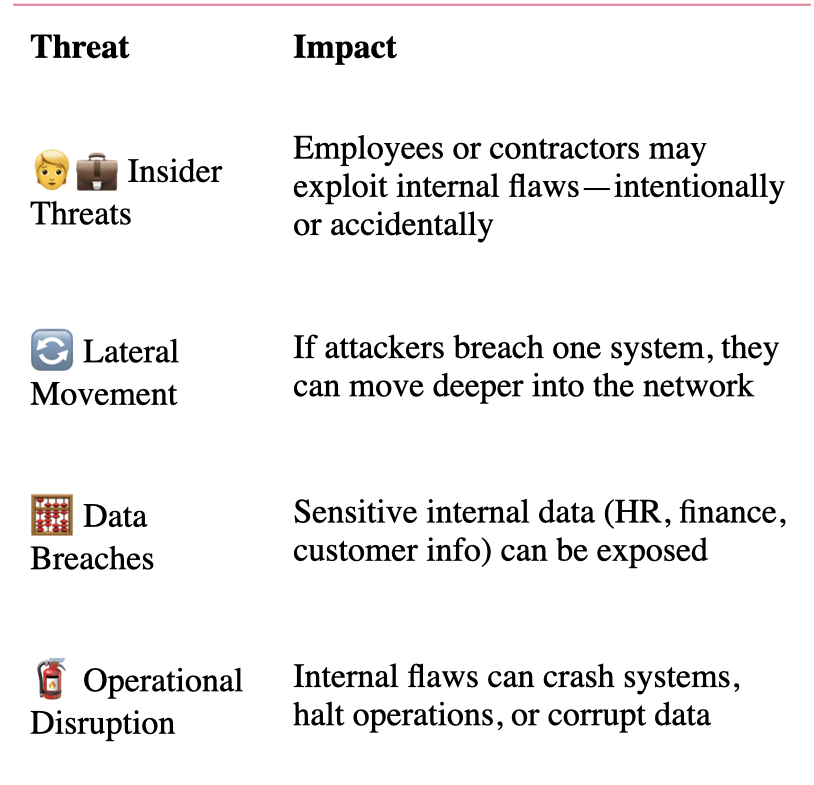 Threat Impact
🧑💼 Insider Threats
Employees or contractors may
exploit internal flaws—intentionally
or accidentally
🔄 Lateral
Movement
If attackers breach one system, they
can move deeper into the network
🧮 Data
Breaches
Sensitive internal data (HR, finance,
customer info) can be exposed
🧯 Operational
Disruption
Internal flaws can crash systems,
halt operations, or corrupt data